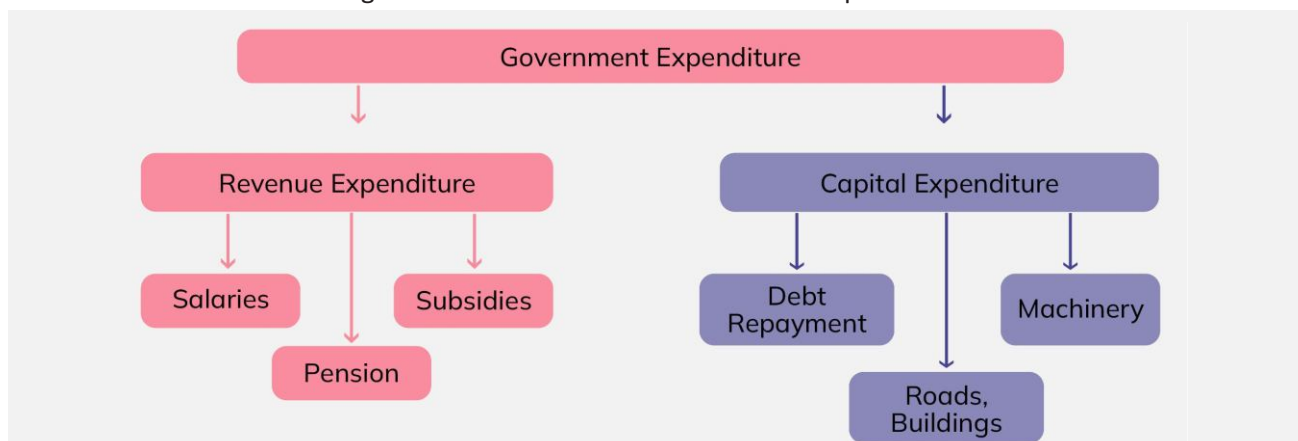 Government Expenditure
Revenue Expenditure
Capital Expenditure
Salaries
Subsidies
Pension
Debt
Repayment
Machinery
Roads,
Buildings